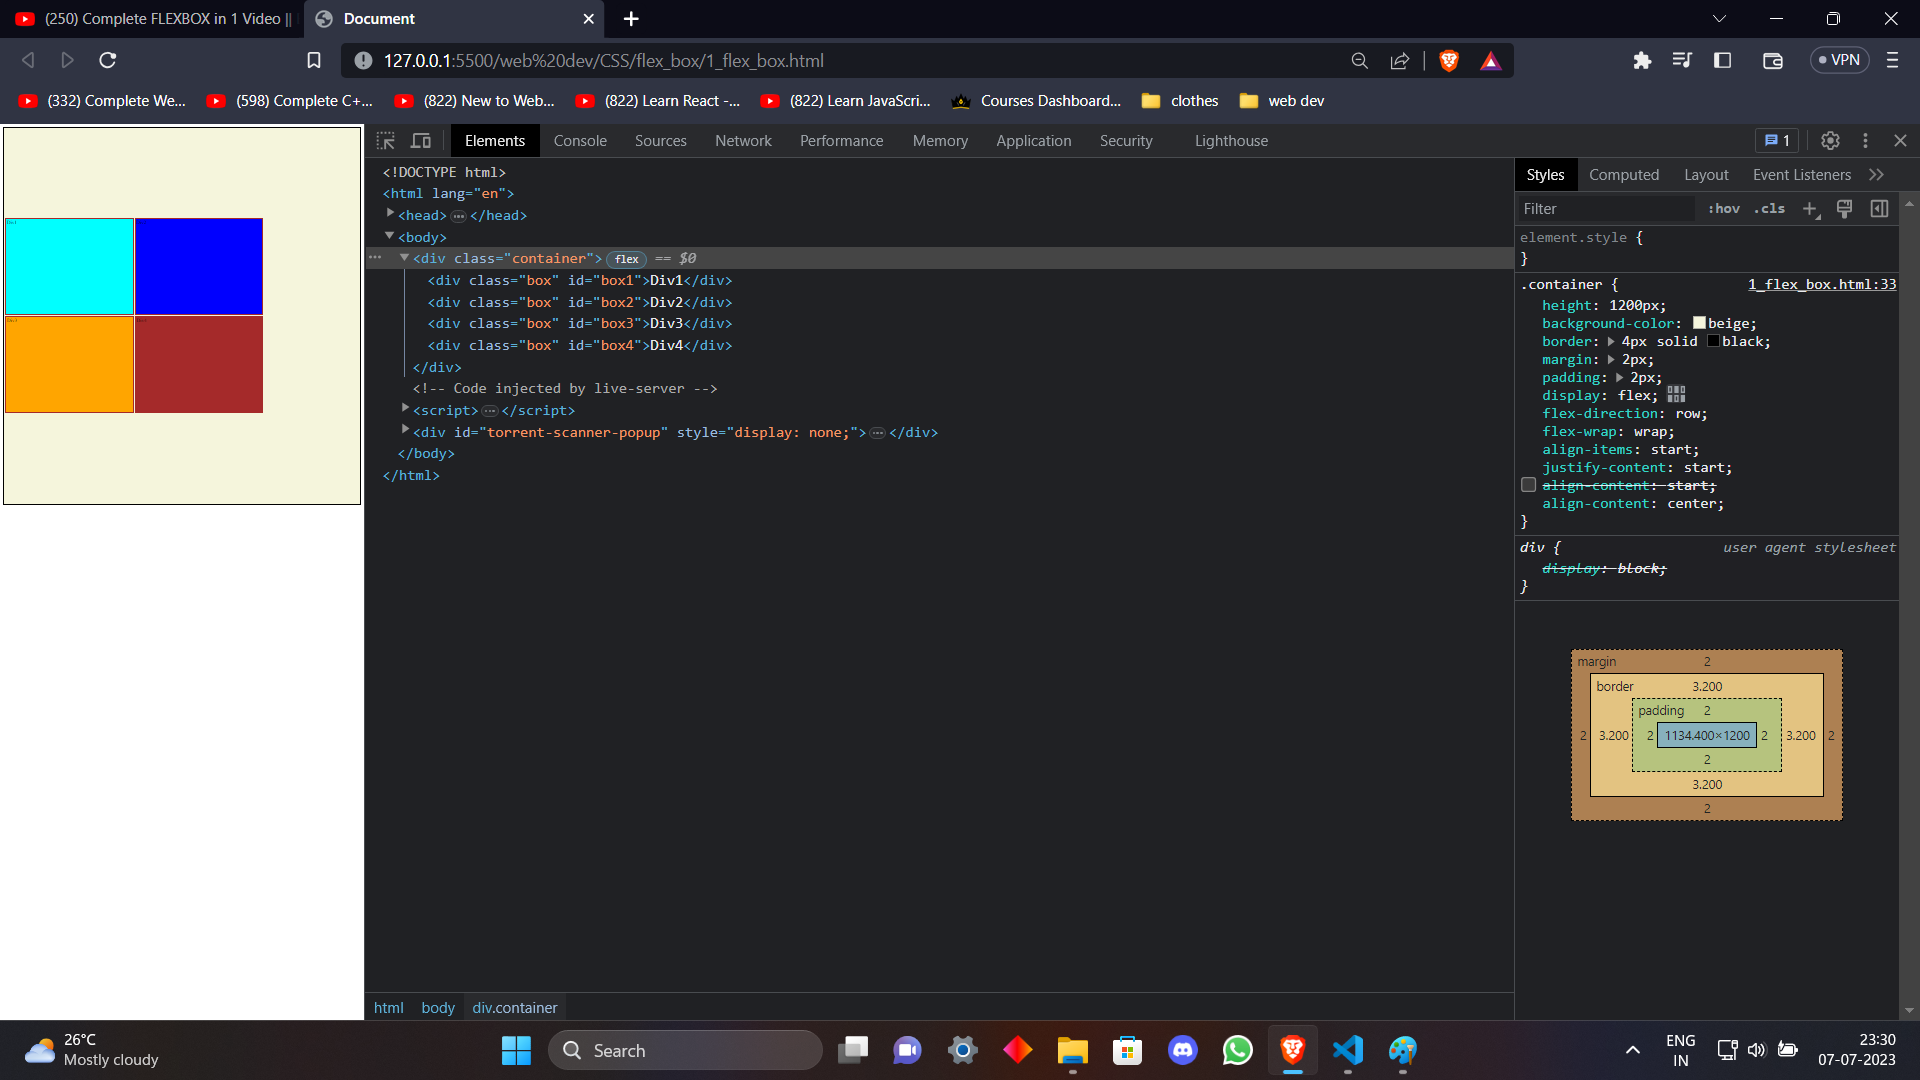 (250) Complete FLEXBOX in 1 Video ||
Document
127.0.0.1:5500/web%20dev/CSS/flex_box/1_flex_box.html
VPN
(332) Complete We...
(598) Complete C+...
(822) New to Web...
(822) Learn React -...
(822) Learn JavaScri...
Courses Dashboard...
clothes
web dev
Elements
Console
Sources
Network
Performance
Memory
Application
Security
Lighthouse
1
<!DOCTYPE html>
<html lang="en">
<head>…</head>
<body>
<div class="container"> flex == $0
<div class="box" id="box1">Div1</div>
<div class="box" id="box2">Div2</div>
<div class="box" id="box3">Div3</div>
<div class="box" id="box4">Div4</div>
</div>
<!-- Code injected by live-server -->
<script>…</script>
<div id="torrent-scanner-popup" style="display: none;">…</div>
</body>
</html>
html
body
div.container
Styles
Computed
Layout
Event Listeners
Filter
:hov
.cls
element.style {
}
.container { 1_flex_box.html:33
height: 1200px;
background-color: beige;
border: 4px solid black;
margin: 2px;
padding: 2px;
display: flex;
flex-direction: row;
flex-wrap: wrap;
align-items: start;
justify-content: start;
align-content: start;
align-content: center;
}
div { user agent stylesheet
display: block;
}
margin 2
border 3.200
padding 2
2 3.200 2 1134.400×1200 2 3.200 2
2
3.200
2
26°C
Mostly cloudy
Search
ENG
IN
23:30
07-07-2023